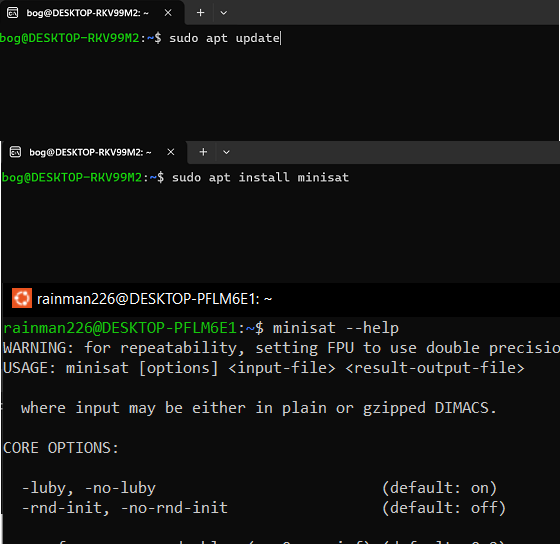 bog@DESKTOP-RKV99M2: ~
bog@DESKTOP-RKV99M2:~$ sudo apt update
bog@DESKTOP-RKV99M2: ~
bog@DESKTOP-RKV99M2:~$ sudo apt install minisat
rainman226@DESKTOP-PFLM6E1: ~
rainman226@DESKTOP-PFLM6E1:~$ minisat --help
WARNING: for repeatability, setting FPU to use double precisio
USAGE: minisat [options] <input-file> <result-output-file>
where input may be either in plain or gzipped DIMACS.
CORE OPTIONS:
-luby, -no-luby (default: on)
-rnd-init, -no-rnd-init (default: off)